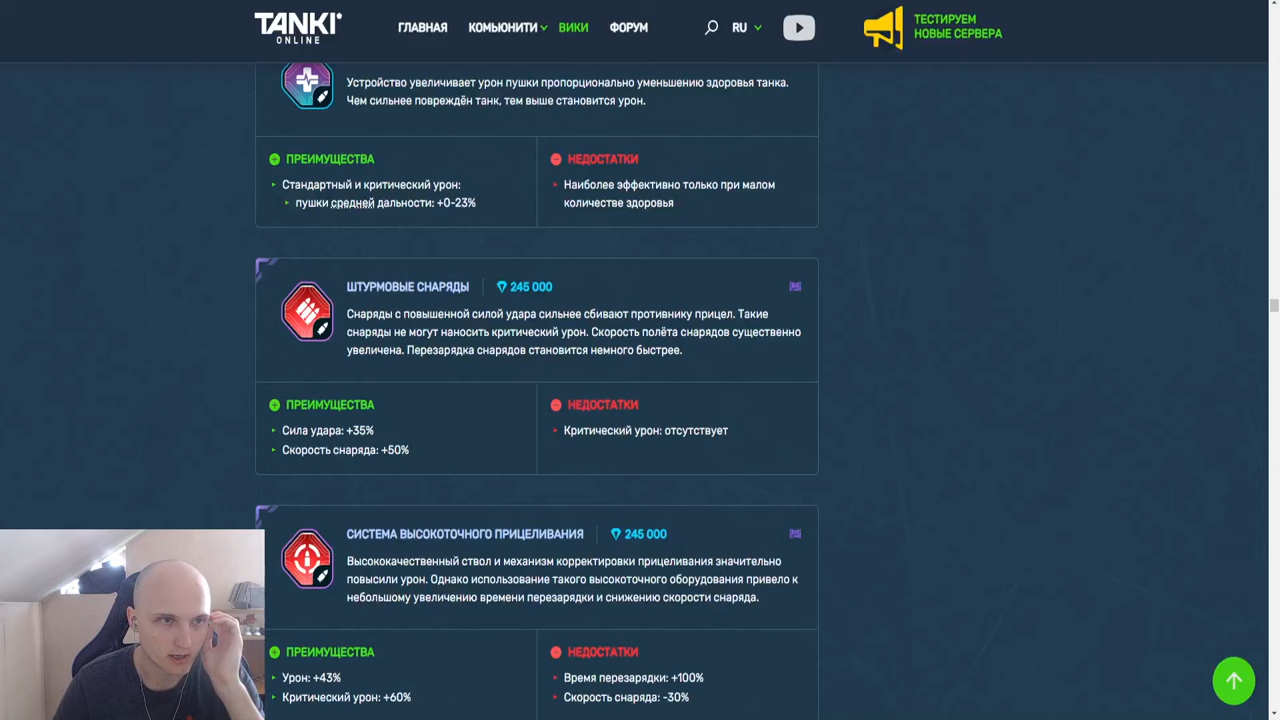 TANKI
ONLINE
ГЛАВНАЯ
КОМЬЮНИТИ
ВИКИ
ФОРУМ
RU
ТЕСТИРУЕМ
НОВЫЕ СЕРВЕРА
Устройство увеличивает урон пушки пропорционально уменьшению здоровья танка.
Чем сильнее повреждён танк, тем выше становится урон.
ПРЕИМУЩЕСТВА
Стандартный и критический урон:
пушки средней дальности: +0-23%
НЕДОСТАТКИ
Наиболее эффективно только при малом
количестве здоровья
ШТУРМОВЫЕ СНАРЯДЫ
245 000
Снаряды с повышенной силой удара сильнее сбивают противнику прицел. Такие
снаряды не могут наносить критический урон. Скорость полёта снарядов существенно
увеличена. Перезарядка снарядов становится немного быстрее.
ПРЕИМУЩЕСТВА
Сила удара: +35%
Скорость снаряда: +50%
НЕДОСТАТКИ
Критический урон: отсутствует
СИСТЕМА ВЫСОКОТОЧНОГО ПРИЦЕЛИВАНИЯ
245 000
Высококачественный ствол и механизм корректировки прицеливания значительно
повысили урон. Однако использование такого высокоточного оборудования привело к
небольшому увеличению времени перезарядки и снижению скорости снаряда.
ПРЕИМУЩЕСТВА
Урон: +43%
Критический урон: +60%
НЕДОСТАТКИ
Время перезарядки: +100%
Скорость снаряда: -30%